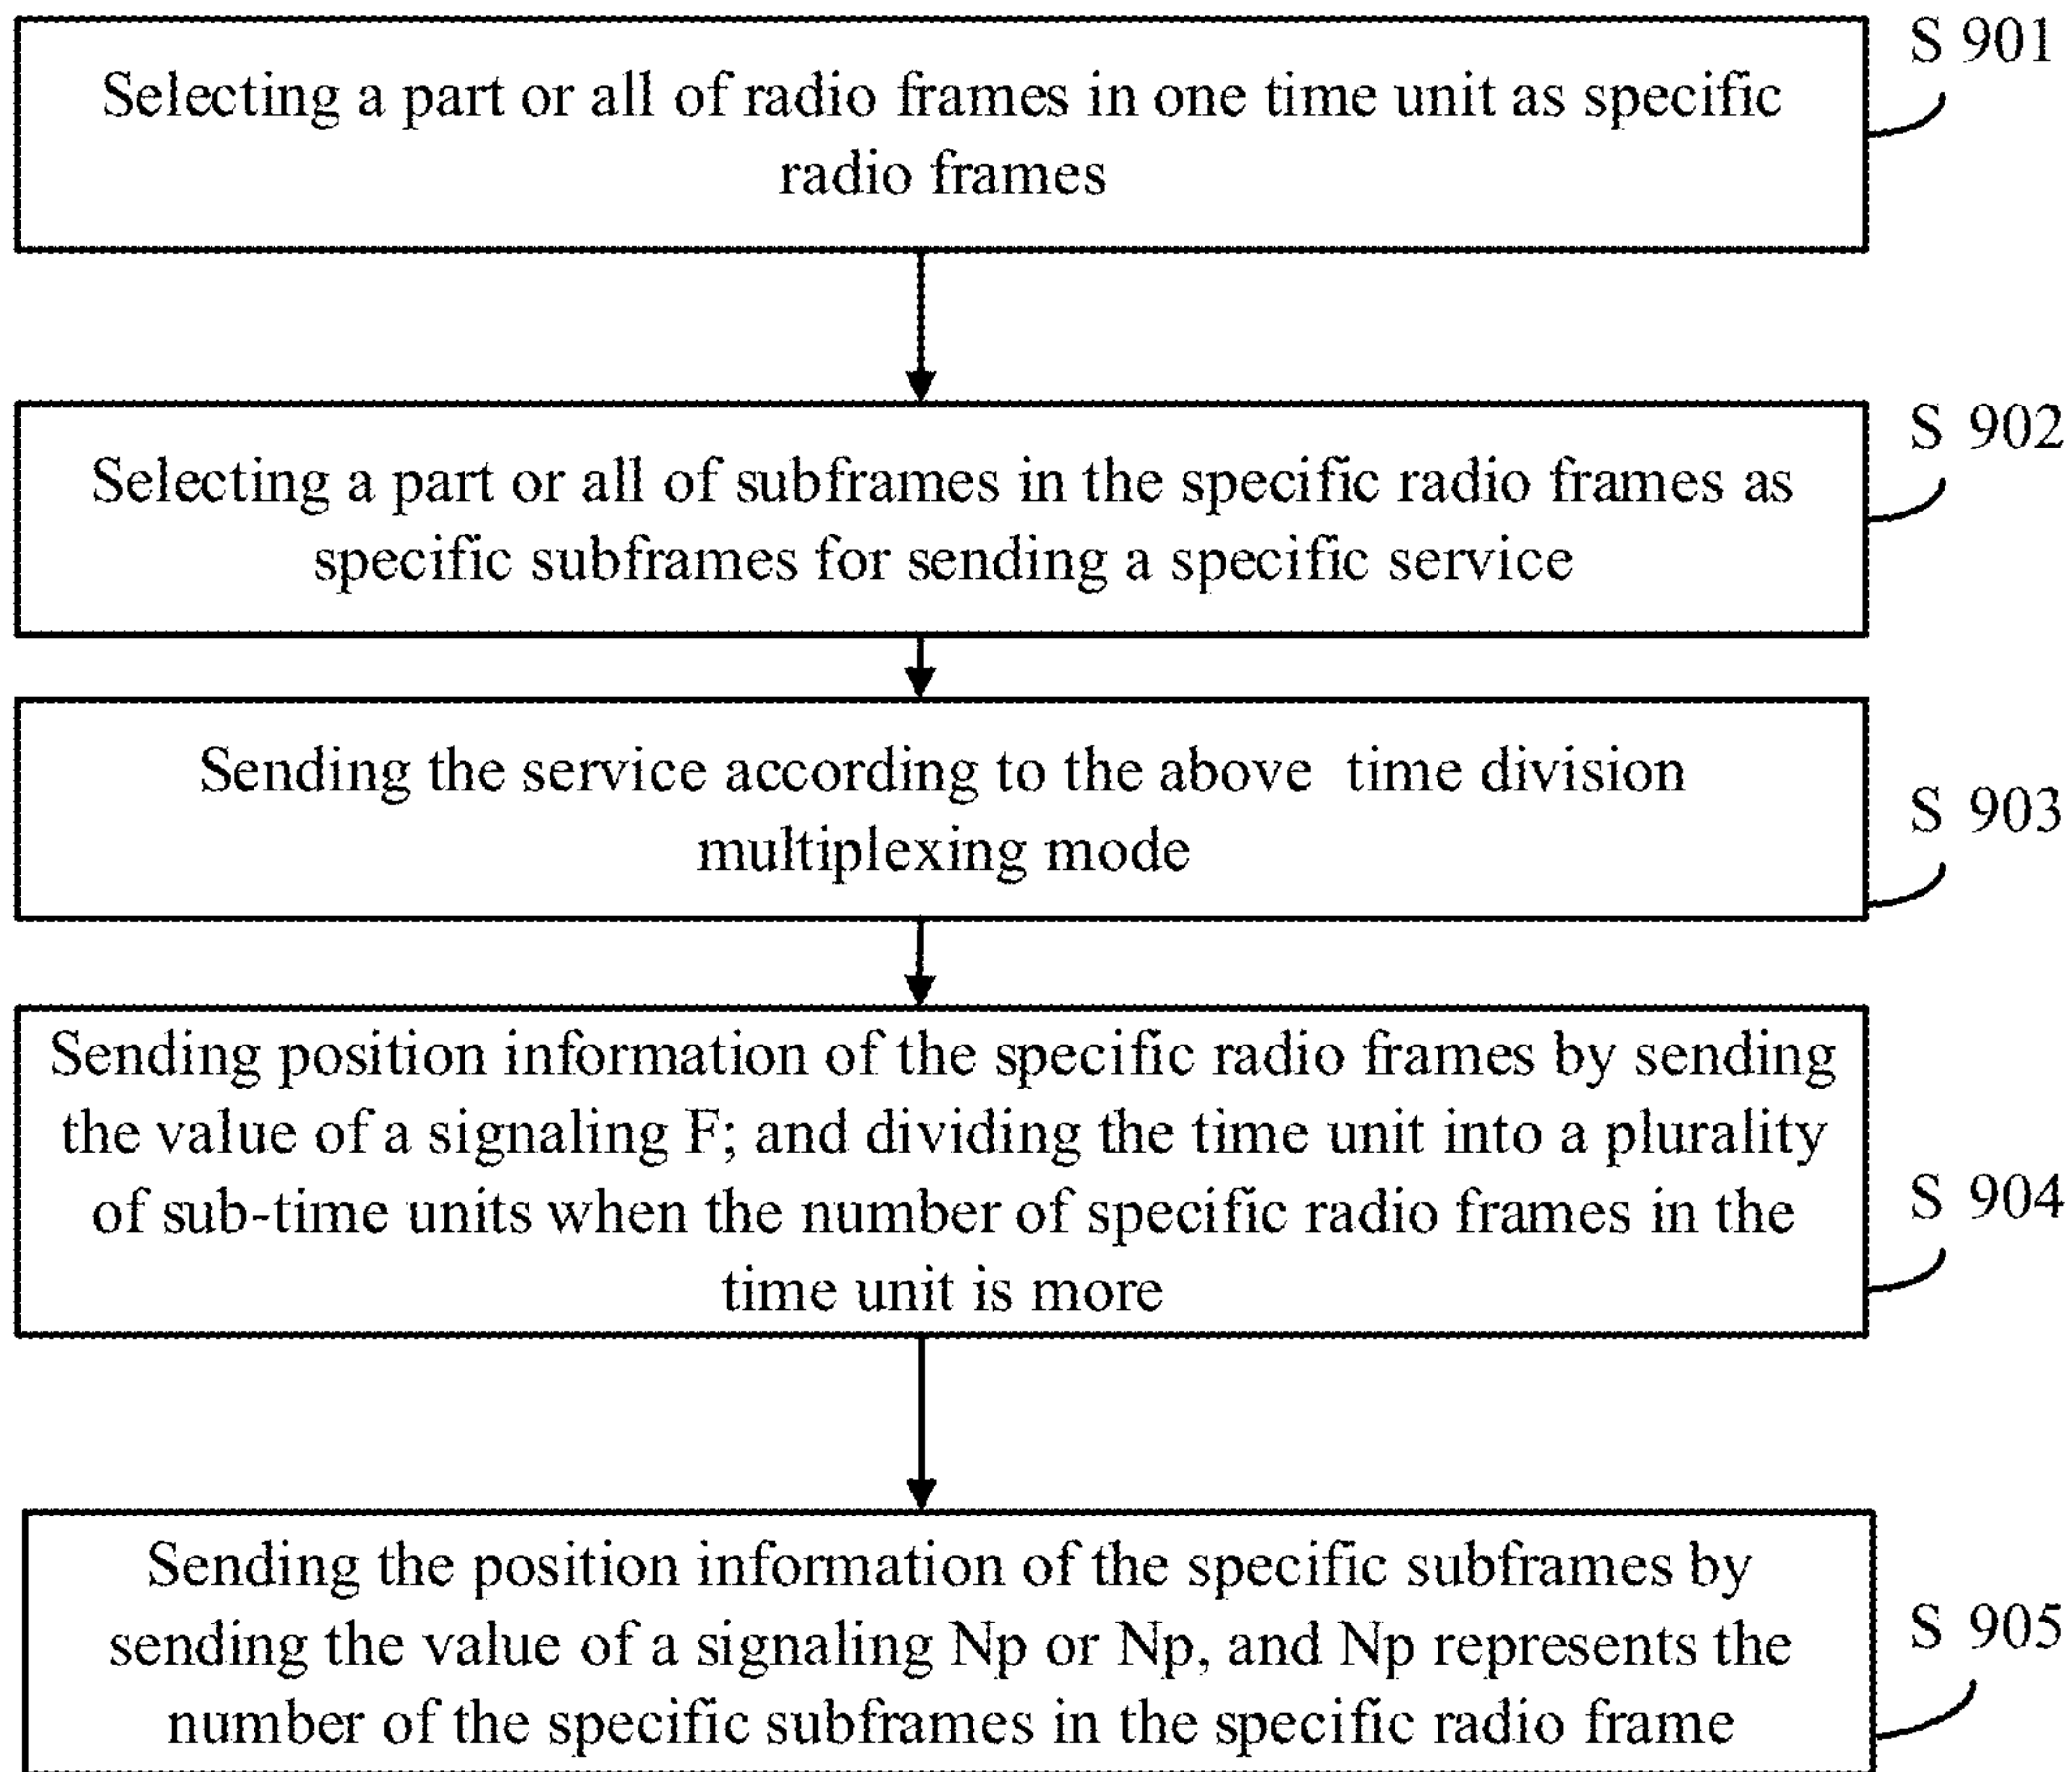 S 901
Selecting a part or all of radio frames in one time unit as specific
radio frames
S 902
Selecting a part or all of subframes in the specific radio frames as
specific subframes for sending a specific service
Sending the service according to the above time division
multiplexing mode
S 903
Sending position information of the specific radio frames by sending
the value of a signaling F; and dividing the time unit into a plurality
of sub-time units when the number of specific radio frames in the
time unit is more
S 904
Sending the position information of the specific subframes by
sending the value of a signaling Np or Np, and Np represents the
number of the specific subframes in the specific radio frame
S 905